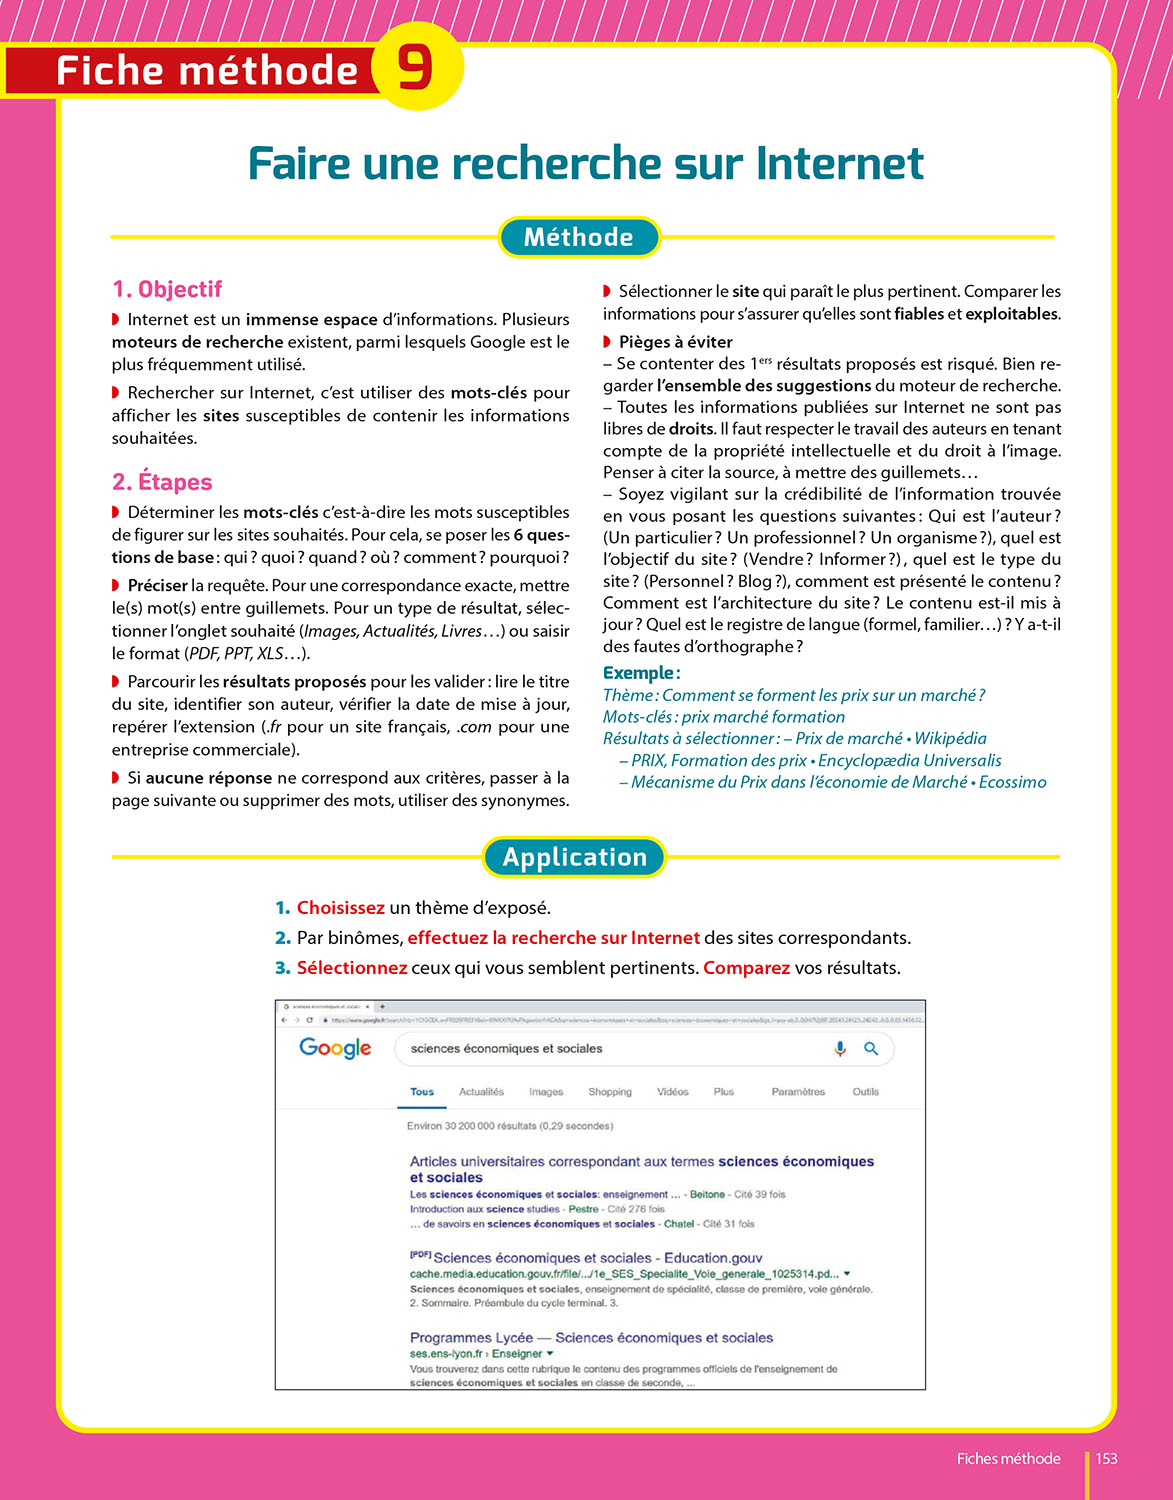 Fiche méthode 9
Faire une recherche sur Internet
Méthode
1. Objectif
Internet est un immense espace d'informations. Plusieurs
moteurs de recherche existent, parmi lesquels Google est le
plus fréquemment utilisé.
Rechercher sur Internet, c'est utiliser des mots-clés pour
afficher les sites susceptibles de contenir les informations
souhaitées.
2. Étapes
Déterminer les mots-clés c'est-à-dire les mots susceptibles
de figurer sur les sites souhaités. Pour cela, se poser les 6 ques-
tions de base : qui ? quoi ? quand ? où ? comment ? pourquoi ?
Préciser la requête. Pour une correspondance exacte, mettre
le(s) mot(s) entre guillemets. Pour un type de résultat, sélec-
tionner l'onglet souhaité (Images, Actualités, Livres…) ou saisir
le format (PDF, PPT, XLS…).
Parcourir les résultats proposés pour les valider : lire le titre
du site, identifier son auteur, vérifier la date de mise à jour,
repérer l'extension (.fr pour un site français, .com pour une
entreprise commerciale).
Si aucune réponse ne correspond aux critères, passer à la
page suivante ou supprimer des mots, utiliser des synonymes.
Sélectionner le site qui paraît le plus pertinent. Comparer les
informations pour s'assurer qu'elles sont fiables et exploitables.
Pièges à éviter
– Se contenter des 1ers résultats proposés est risqué. Bien re-
garder l'ensemble des suggestions du moteur de recherche.
– Toutes les informations publiées sur Internet ne sont pas
libres de droits. Il faut respecter le travail des auteurs en tenant
compte de la propriété intellectuelle et du droit à l'image.
Penser à citer la source, à mettre des guillemets…
– Soyez vigilant sur la crédibilité de l'information trouvée
en vous posant les questions suivantes : Qui est l'auteur ?
(Un particulier ? Un professionnel ? Un organisme ?), quel est
l'objectif du site ? (Vendre ? Informer ?), quel est le type du
site ? (Personnel ? Blog ?), comment est présenté le contenu ?
Comment est l'architecture du site ? Le contenu est-il mis à
jour ? Quel est le registre de langue (formel, familier…) ? Y a-t-il
des fautes d'orthographe ?
Exemple :
Thème : Comment se forment les prix sur un marché ?
Mots-clés : prix marché formation
Résultats à sélectionner : – Prix de marché • Wikipédia
– PRIX, Formation des prix • Encyclopædia Universalis
– Mécanisme du Prix dans l'économie de Marché • Ecossimo
Application
1. Choisissez un thème d'exposé.
2. Par binômes, effectuez la recherche sur Internet des sites correspondants.
3. Sélectionnez ceux qui vous semblent pertinents. Comparez vos résultats.
sciences économiques et social
Google sciences économiques et sociales
Tous Actualités Images Shopping Vidéos Plus Paramètres Outils
Environ 30 200 000 résultats (0,29 secondes)
Articles universitaires correspondant aux termes sciences économiques
et sociales
Les sciences économiques et sociales: enseignement ... - Beitone - Cité 39 fois
Introduction aux science studies - Pestre - Cité 276 fois
... de savoirs en sciences économiques et sociales - Chatel - Cité 31 fois
[PDF] Sciences économiques et sociales - Education.gouv
cache.media.education.gouv.fr/file/.../1e_SES_Specialite_Voie_generale_1025314.pd...
Sciences économiques et sociales, enseignement de spécialité, classe de première, voie générale.
2. Sommaire. Préambule du cycle terminal. 3.
Programmes Lycée — Sciences économiques et sociales
ses.ens-lyon.fr › Enseigner
Vous trouverez dans cette rubrique le contenu des programmes officiels de l'enseignement de
sciences économiques et sociales en classe de seconde, ...
Fiches méthode 153